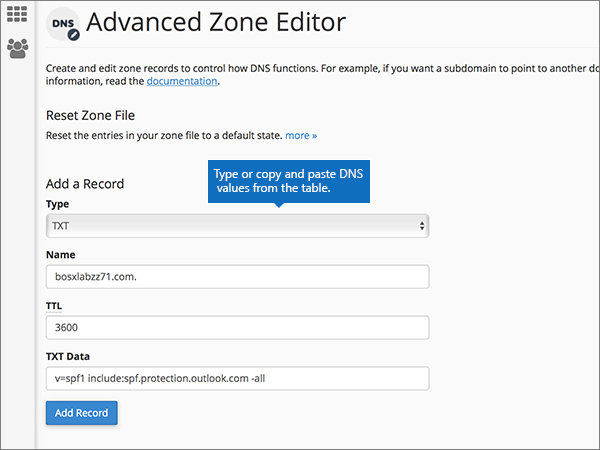 DNS
Advanced Zone Editor
Create and edit zone records to control how DNS functions. For example, if you want a subdomain to point to another do
information, read the documentation.
Reset Zone File
Reset the entries in your zone file to a default state. more »
Type or copy and paste DNS
values from the table.
Add a Record
Type
TXT
Name
bosxlabzz71.com.
TTL
3600
TXT Data
v=spf1 include:spf.protection.outlook.com -all
Add Record